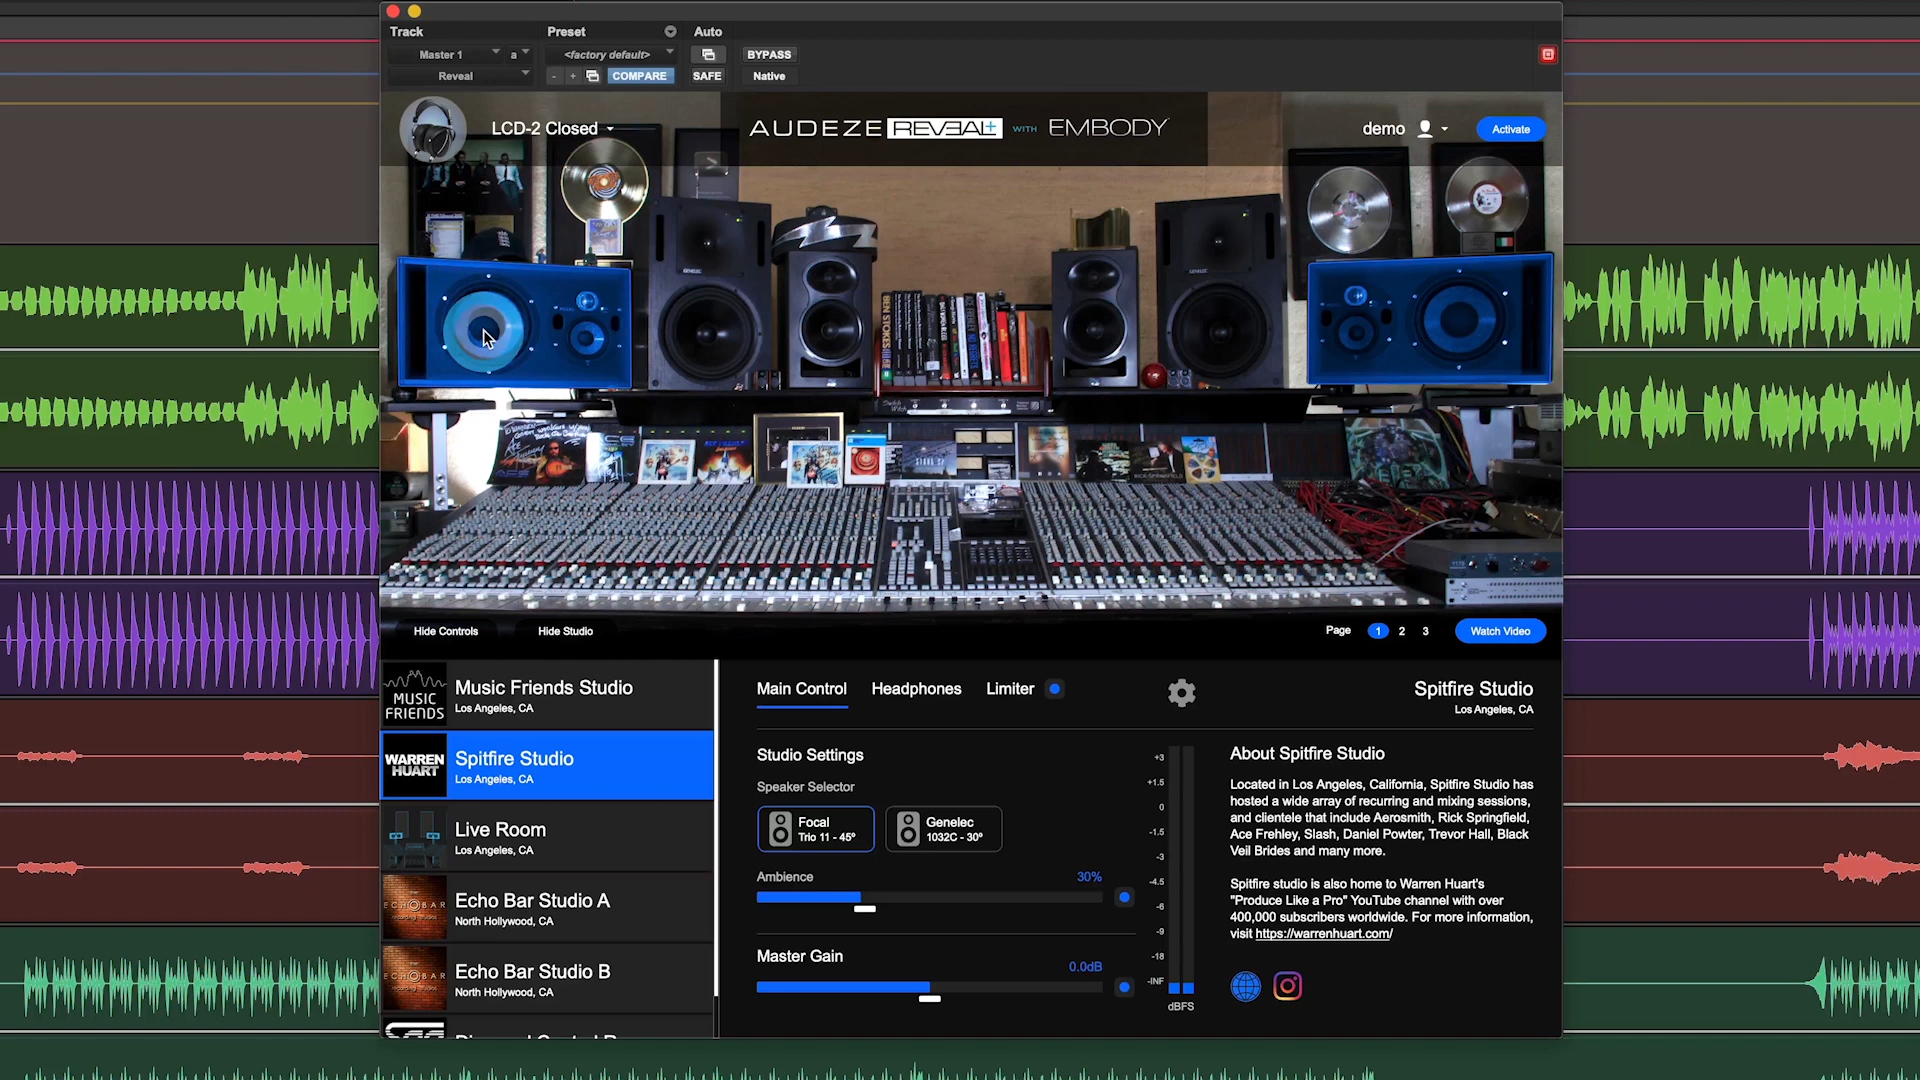 Track
Preset
Auto
Master 1
a
<factory default>
BYPASS
Reveal
-
+
COMPARE
SAFE
Native
LCD-2 Closed
AUDEZE REVEAL+ WITH EMBODY
demo
Activate
GENELEC
GENELEC
BEN STOKES
Hide Controls
Hide Studio
Page
1
2
3
Watch Video
MUSIC
FRIENDS
Music Friends Studio
Los Angeles, CA
WARREN
HUART
Spitfire Studio
Los Angeles, CA
Live Room
Los Angeles, CA
ECHOBAR
Echo Bar Studio A
North Hollywood, CA
ECHOBAR
Echo Bar Studio B
North Hollywood, CA
Main Control
Headphones
Limiter
Studio Settings
Speaker Selector
Focal
Trio 11 - 45°
Genelec
1032C - 30°
Ambience
30%
Master Gain
0.0dB
+3
+1.5
0
-1.5
-3
-4.5
-6
-9
-18
-INF
dBFS
Spitfire Studio
Los Angeles, CA
About Spitfire Studio
Located in Los Angeles, California, Spitfire Studio has
hosted a wide array of recurring and mixing sessions,
and clientele that include Aerosmith, Rick Springfield,
Ace Frehley, Slash, Daniel Powter, Trevor Hall, Black
Veil Brides and many more.
Spitfire studio is also home to Warren Huart's
"Produce Like a Pro" YouTube channel with over
400,000 subscribers worldwide. For more information,
visit https://warrenhuart.com/